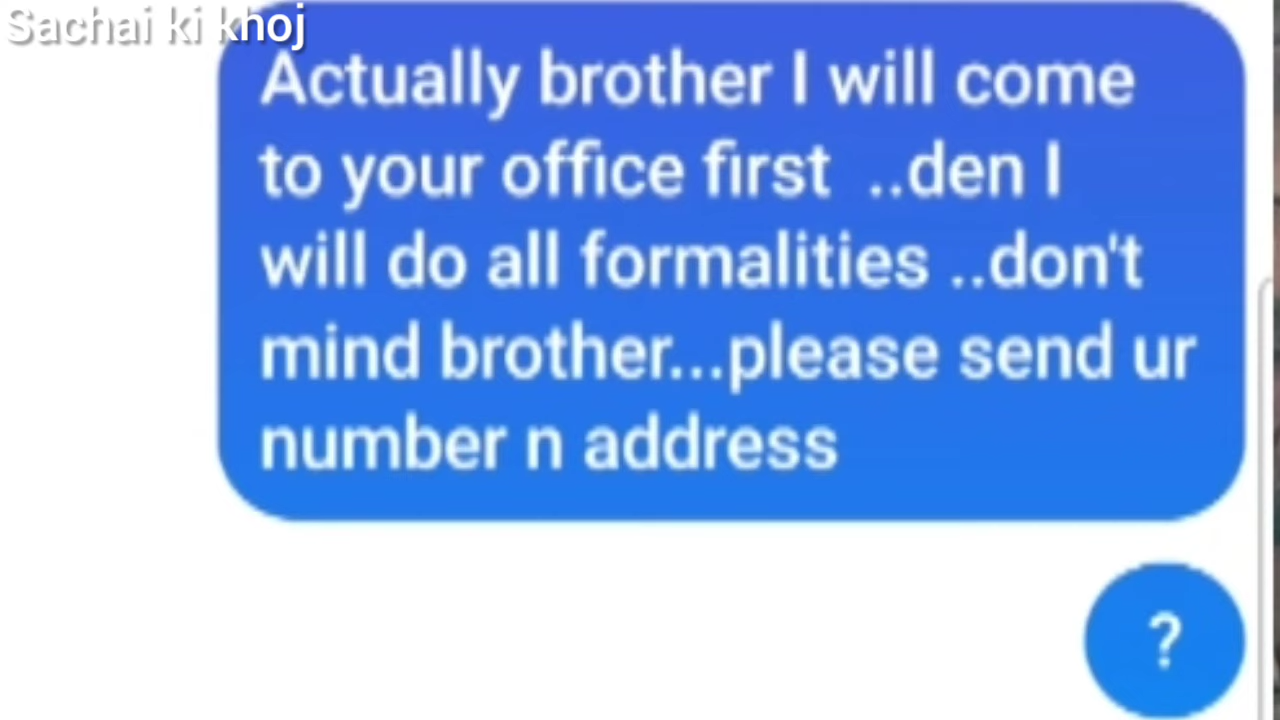 Sachai ki khoj
Actually brother I will come
to your office first ..den I
will do all formalities ..don't
mind brother...please send ur
number n address
?